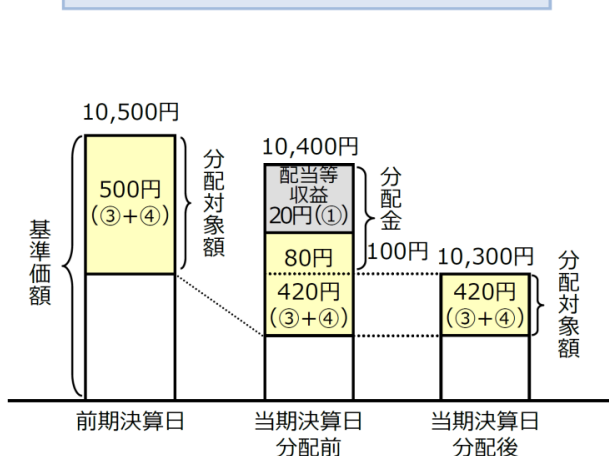 10,500円
500円
(③+④)
分配対象額
基準価額
前期決算日
10,400円
配当等
収益
20円(①)
80円
420円
(③+④)
分配金
100円
当期決算日
分配前
10,300円
420円
(③+④)
分配対象額
当期決算日
分配後